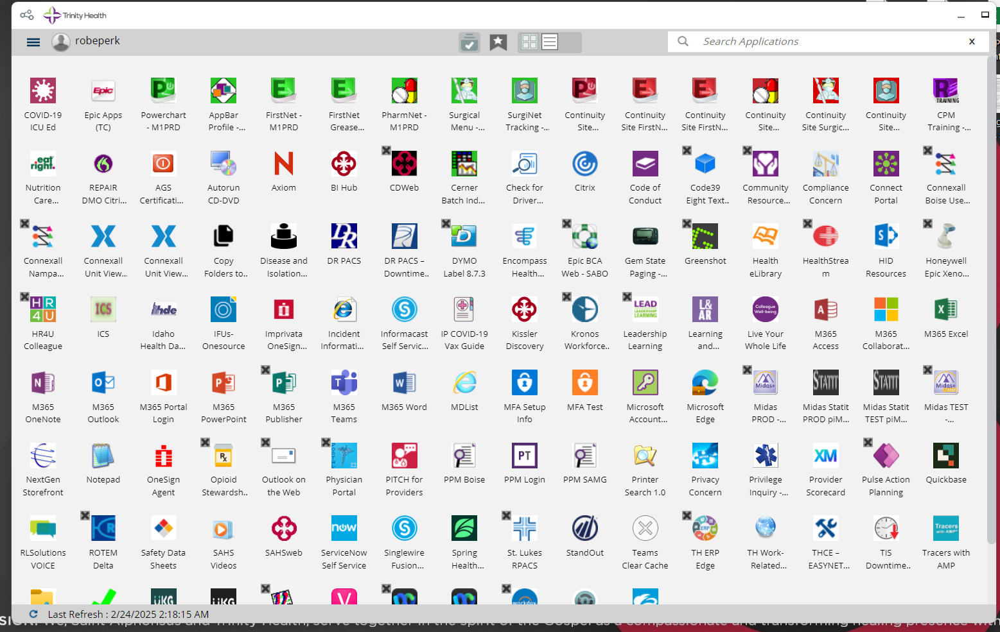 Trinity Health
robeperk
Search Applications
x
COVID-19 ICU Ed
Epic Apps (TC)
Powerchart - M1PRD
AppBar Profile -...
FirstNet - M1PRD
FirstNet Grease...
PharmNet - M1PRD
Surgical Menu -...
SurgiNet Tracking -...
Continuity Site...
Continuity Site FirstN...
Continuity Site FirstN...
Continuity Site...
Continuity Site Surgic...
Continuity Site...
CPM Training -...
Nutrition Care...
REPAIR DMO Citri...
AGS Certificati...
Autorun CD-DVD
Axiom
BI Hub
CDWeb
Cerner Batch Ind...
Check for Driver...
Citrix
Code of Conduct
Code39 Eight Text..
Community Resource...
Compliance Concern
Connect Portal
Connexall Boise Use...
Connexall Nampa...
Connexall Unit View...
Connexall Unit View...
Copy Folders to..
Disease and Isolation...
DR PACS
DR PACS – Downtime..
DYMO Label 8.7.3
Encompass Health...
Epic BCA Web - SABO
Gem State Paging -...
Greenshot
Health eLibrary
HealthStream
HID Resources
Honeywell Epic Xeno...
HR4U Colleague
ICS
Idaho Health Da...
IFUs-Onesource
Imprivata OneSign...
Incident Informati...
Informacast Self Servic...
IP COVID-19 Vax Guide
Kissler Discovery
Kronos Workforce..
Leadership Learning
Learning and...
Live Your Whole Life
M365 Access
M365 Collaborat...
M365 Excel
M365 OneNote
M365 Outlook
M365 Portal Login
M365 PowerPoint
M365 Publisher
M365 Teams
M365 Word
MDList
MFA Setup Info
MFA Test
Microsoft Account...
Microsoft Edge
Midas PROD -...
Midas Statit PROD piM...
Midas Statit TEST piM...
Midas TEST -...
NextGen Storefront
Notepad
OneSign Agent
Opioid Stewardsh..
Outlook on the Web
Physician Portal
PITCH for Providers
PPM Boise
PPM Login
PPM SAMG
Printer Search 1.0
Privacy Concern
Privilege Inquiry -...
Provider Scorecard
Pulse Action Planning
Quickbase
RLSolutions VOICE
ROTEM Delta
Safety Data Sheets
SAHS Videos
SAHSweb
ServiceNow Self Service
Singlewire Fusion...
Spring Health...
St. Lukes RPACS
StandOut
Teams Clear Cache
TH ERP Edge
TH Work-Related...
THCE – EASYNET...
TIS Downtime..
Tracers with AMP
Last Refresh : 2/24/2025 2:18:15 AM